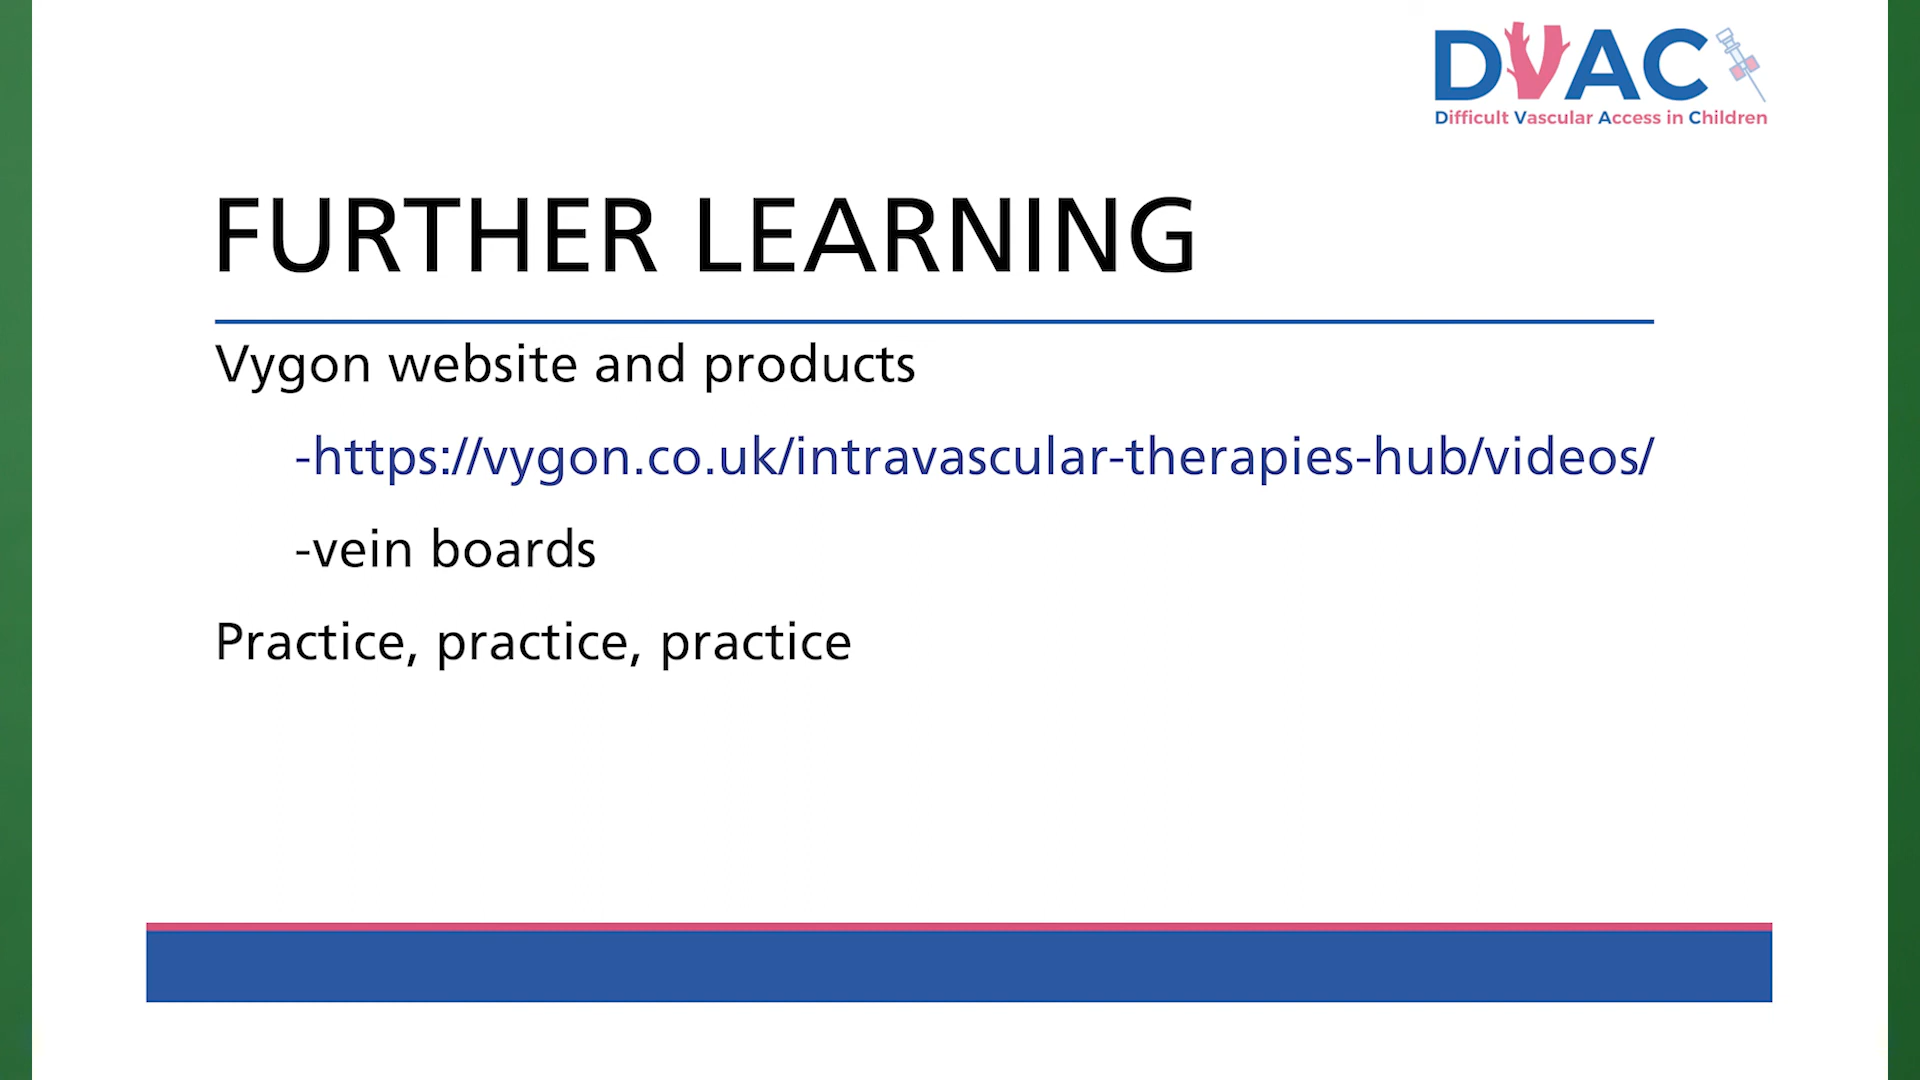 DVAC
Difficult Vascular Access in Children
FURTHER LEARNING
Vygon website and products
-https://vygon.co.uk/intravascular-therapies-hub/videos/
-vein boards
Practice, practice, practice